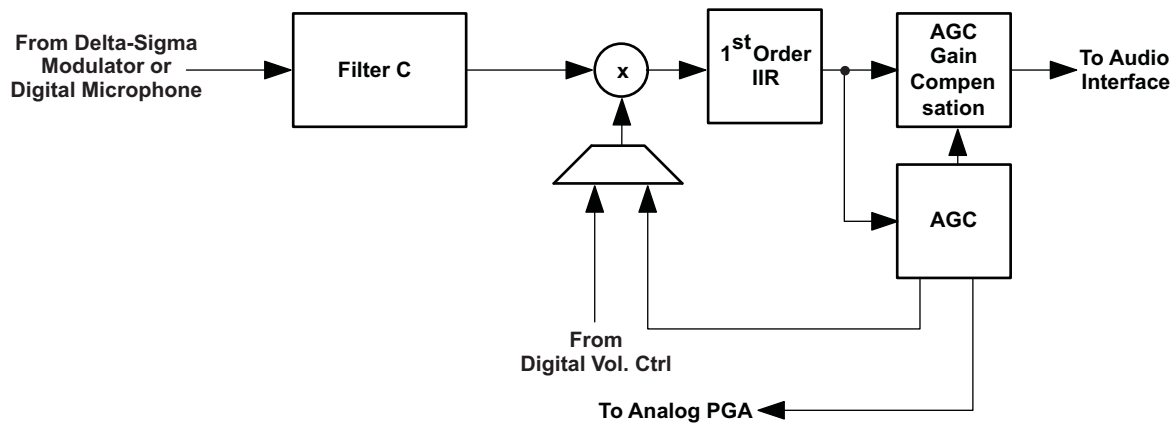 From Delta-Sigma
Modulator or
Digital Microphone
Filter C
x
1st Order
IIR
AGC
Gain
Compen
sation
To Audio
Interface
AGC
From
Digital Vol. Ctrl
To Analog PGA